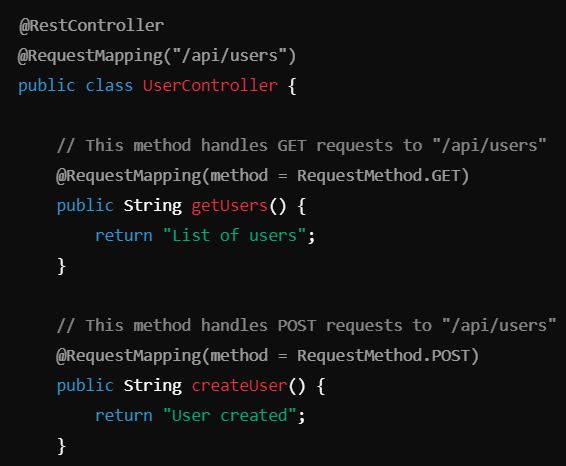 @RestController
@RequestMapping("/api/users")
public class UserController {
// This method handles GET requests to "/api/users"
@RequestMapping(method = RequestMethod.GET)
public String getUsers() {
return "List of users";
}
// This method handles POST requests to "/api/users"
@RequestMapping(method = RequestMethod.POST)
public String createUser() {
return "User created";
}